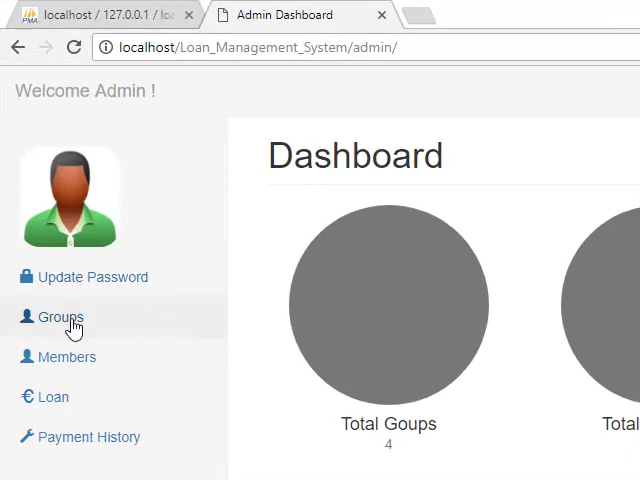 localhost / 127.0.0.1 / loa
Admin Dashboard
localhost/Loan_Management_System/admin/
Welcome Admin !
Dashboard
Update Password
Groups
Members
Loan
Payment History
Total Goups
4
Total